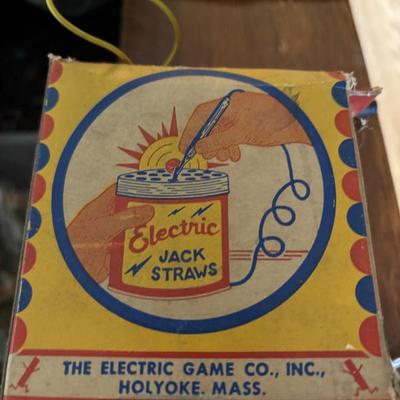 Electric
JACK
STRAWS
THE ELECTRIC GAME CO., INC.,
HOLYOKE. MASS.